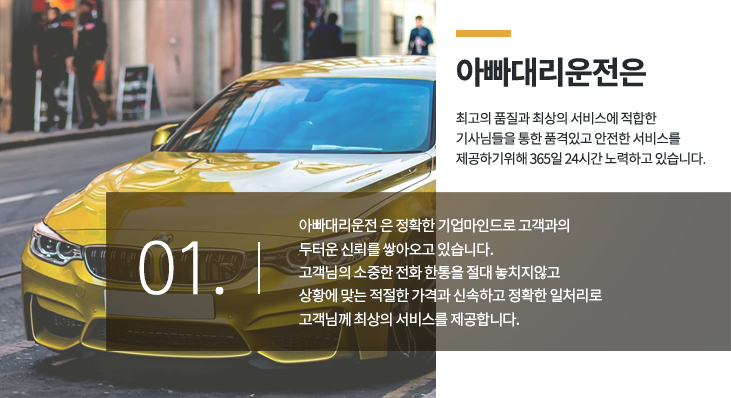 아빠대리운전은
최고의 품질과 최상의 서비스에 적합한
기사님들을 통한 품격있고 안전한 서비스를
제공하기위해 365일 24시간 노력하고 있습니다.
01.
아빠대리운전 은 정확한 기업마인드로 고객과의
두터운 신뢰를 쌓아오고 있습니다.
고객님의 소중한 전화 한통을 절대 놓치지않고
상황에 맞는 적절한 가격과 신속하고 정확한 일처리로
고객님께 최상의 서비스를 제공합니다.